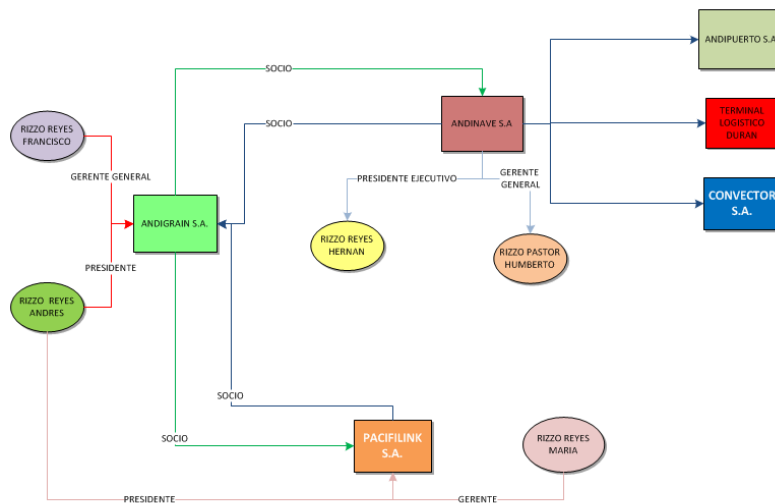 ANDIPUERTO S.A
SOCIO
RIZZO REYES
FRANCISCO
SOCIO
ANDINAVE S.A
TERMINAL
LOGISTICO
DURAN
GERENTE GENERAL
PRESIDENTE EJECUTIVO
GERENTE
GENERAL
ANDIGRAIN S.A.
CONVECTOR
S.A.
RIZZO REYES
HERNAN
RIZZO PASTOR
HUMBERTO
PRESIDENTE
RIZZO REYES
ANDRES
SOCIO
SOCIO
PACIFILINK
S.A.
RIZZO REYES
MARIA
PRESIDENTE
GERENTE